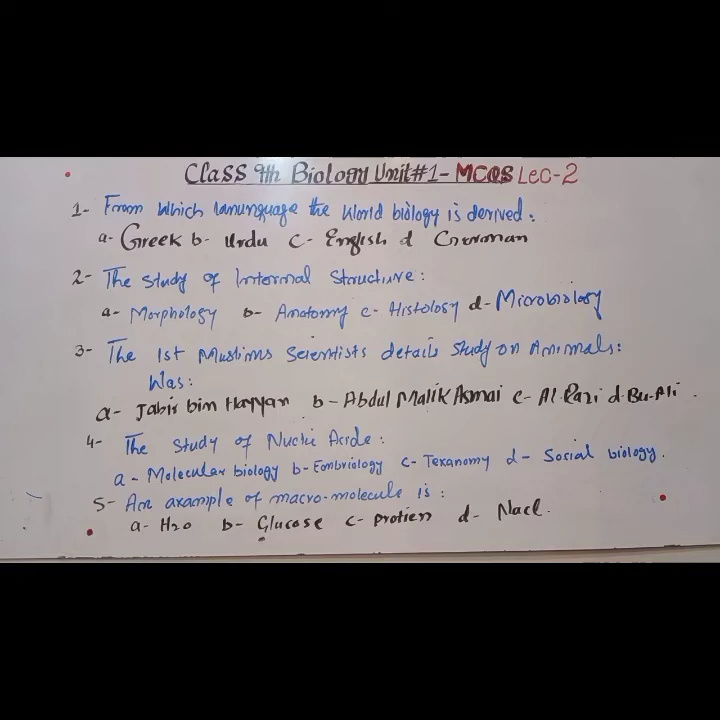 Class 9th Biology Unit#1- MCQS Lec-2
1- From Which lanunguage the World biology is derived:
a- Greek b- Urdu c- English d German
2- The Study of Internal Structure:
a- Morphology b- Anatomy c- Histology d- Microbiology
3- The 1st Muslims Scientists details Study on Animals:
Was:
a- Jabir bin Hayyan b- Abdul Malik Asmai c- Al-Razi d-Bu-Ali .
4- The Study of Nuclic Acide:
a- Molecular biology b- Embriology c- Texanomy d- Social biology.
5- An axample of macro-molecule is:
a- H2O b- Glucose c- protien d- Nacl.